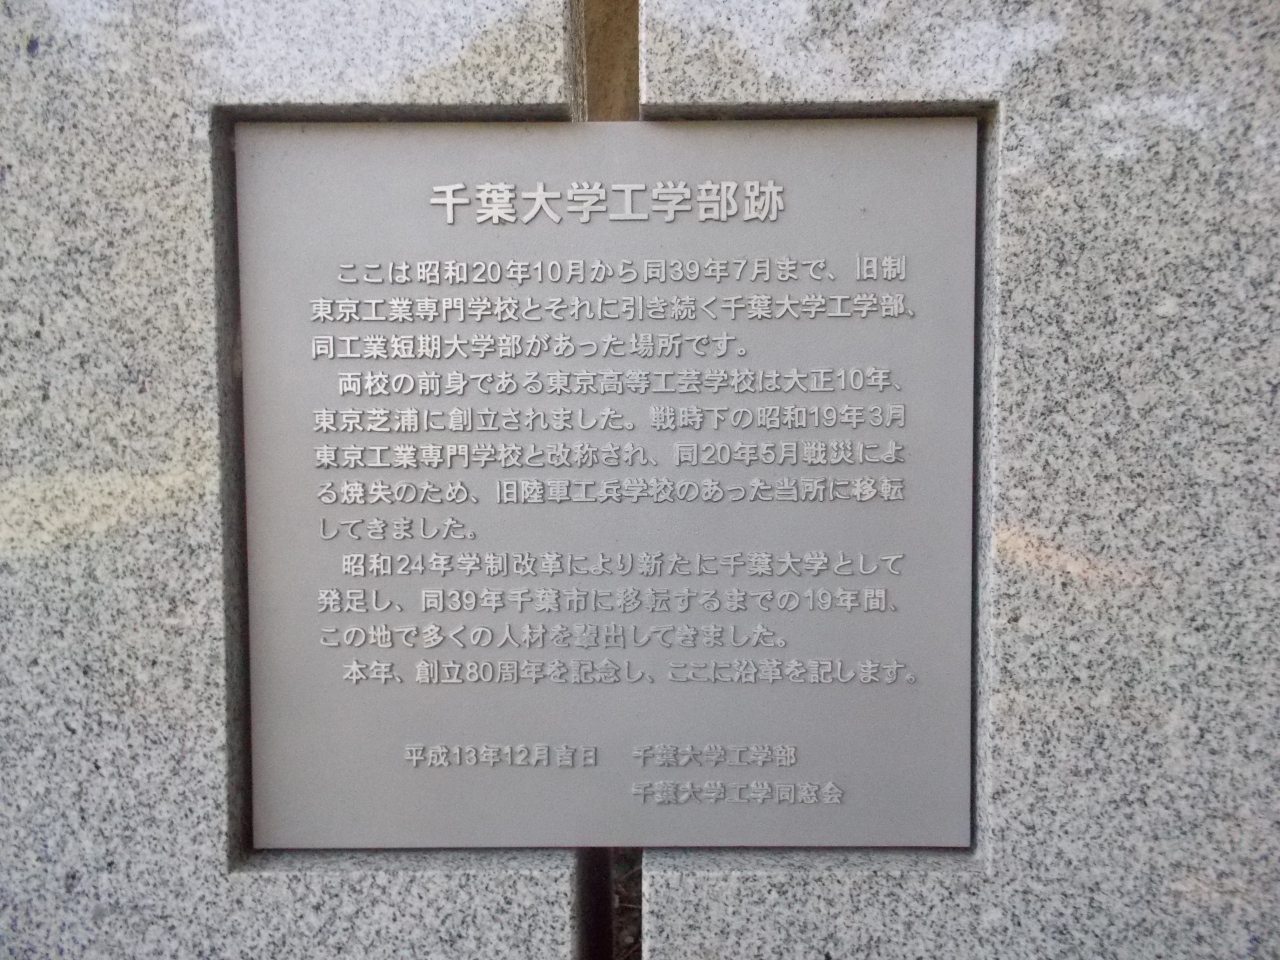 千葉大学工学部跡
ここは昭和20年10月から同39年7月まで、旧制
東京工業専門学校とそれに引き続く千葉大学工学部、
同工業短期大学部があった場所です。
両校の前身である東京高等工芸学校は大正10年、
東京芝浦に創立されました。戦時下の昭和19年3月
東京工業専門学校と改称され、同20年5月戦災によ
る焼失のため、旧陸軍工兵学校のあった当所に移転
してきました。
昭和24年学制改革により新たに千葉大学として
発足し、同39年千葉市に移転するまでの19年間、
この地で多くの人材を輩出してきました。
本年、創立80周年を記念し、ここに沿革を記します。
平成13年12月吉日 千葉大学工学部
千葉大学工学同窓会